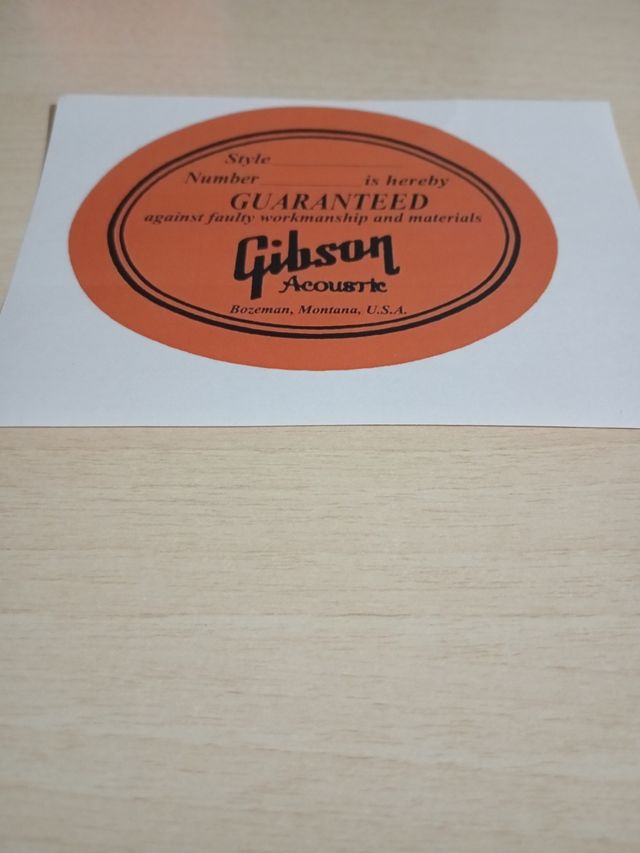 Style
Number is hereby
GUARANTEED
against faulty workmanship and materials
Gibson
Acoustic
Bozeman, Montana, U.S.A.